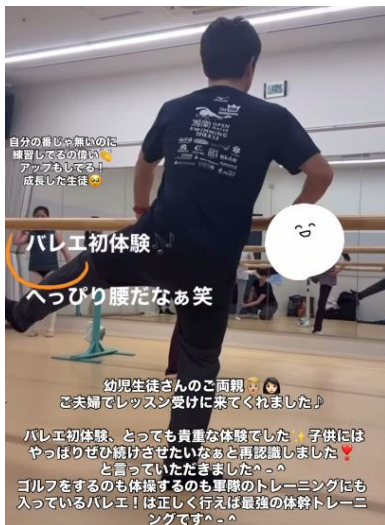 OPEN
SWIMMING
自分の番じゃ無いのに
練習してるの偉い👏
アップもしてる！
成長した生徒🥹
バレエ初体験🎶
へっぴり腰だなぁ笑
幼児生徒さんのご両親👼🏼👩🏻
ご夫婦でレッスン受けに来てくれました♪
バレエ初体験、とっても貴重な体験でした✨子供には
やっぱりぜひ続けさせたいなぁと再認識しました❣️
と言っていただきました^ - ^
ゴルフをするのも体操するのも軍隊のトレーニングにも
入っているバレエ！は正しく行えば最強の体幹トレーニ
ングです^ - ^